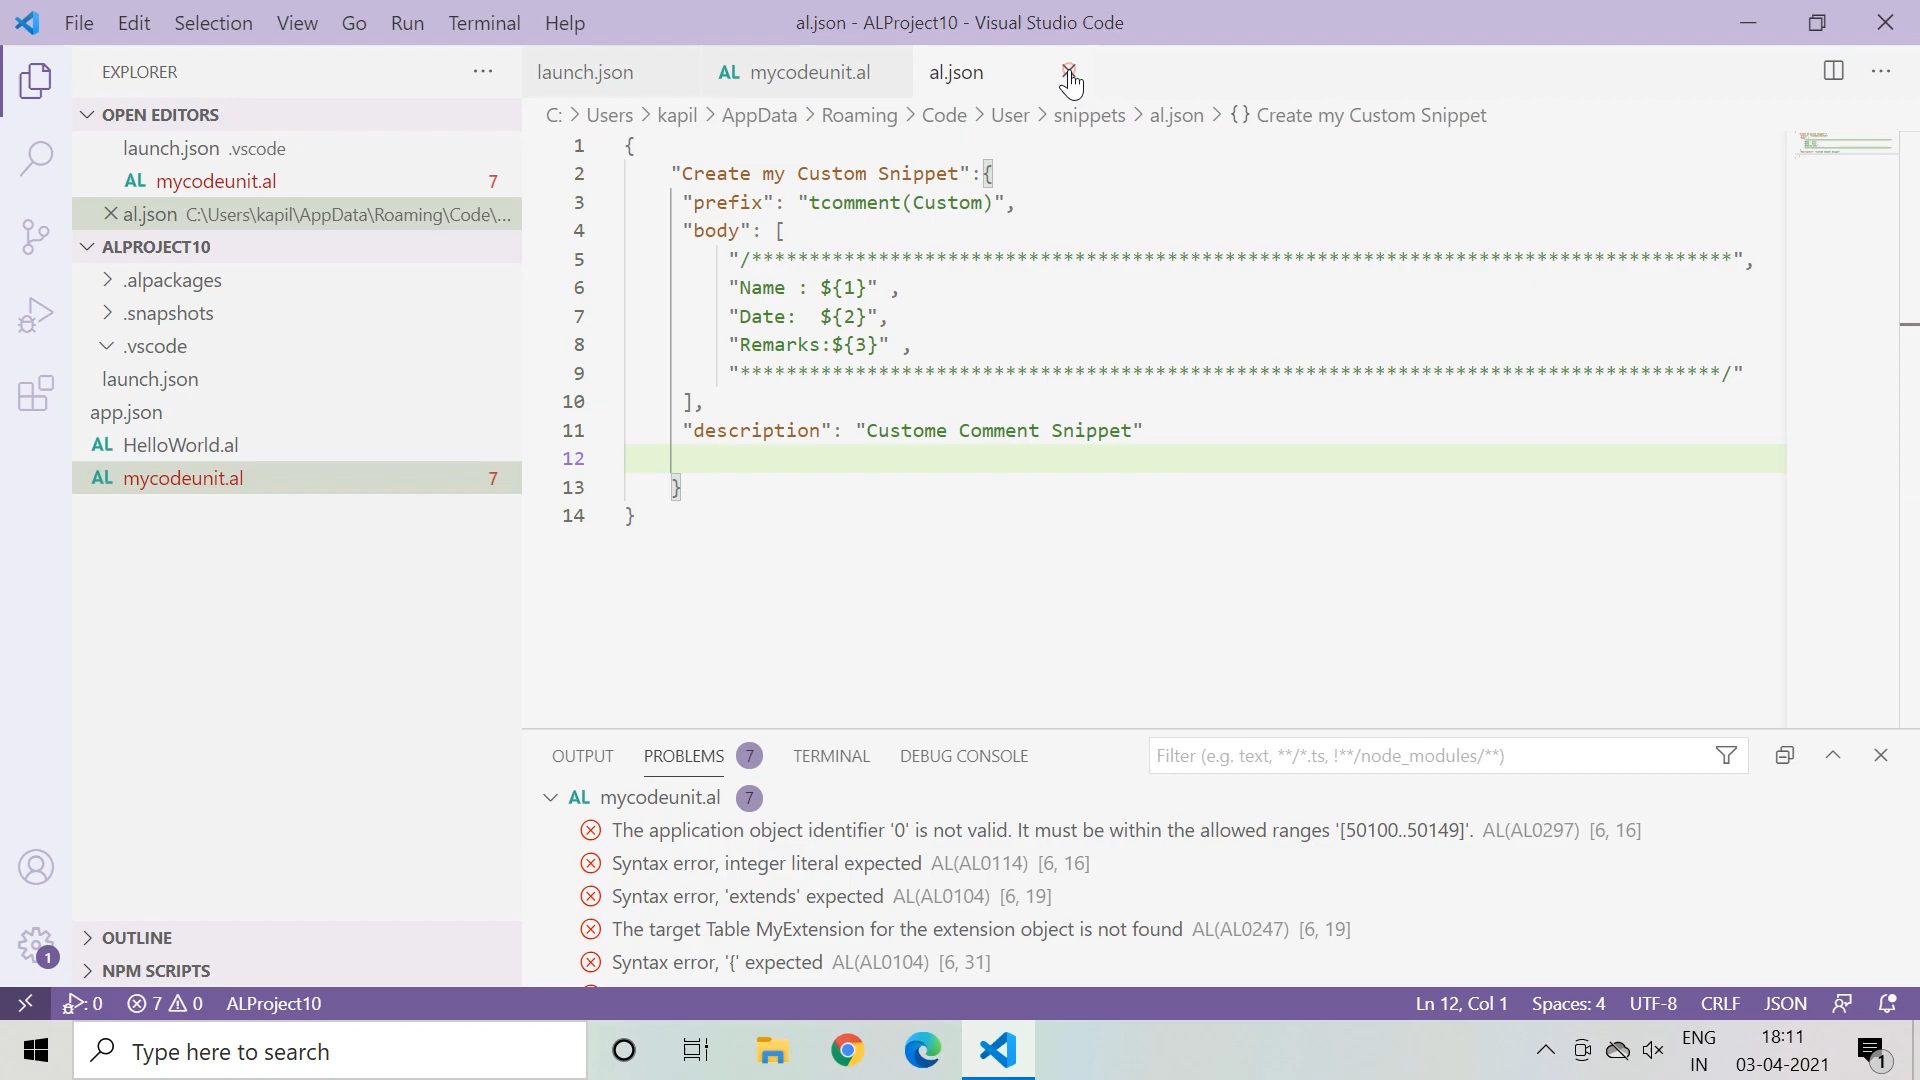 File Edit Selection View Go Run Terminal Help
al.json - ALProject10 - Visual Studio Code
EXPLORER
launch.json
AL mycodeunit.al
al.json
OPEN EDITORS
launch.json .vscode
AL mycodeunit.al 7
al.json C:\Users\kapil\AppData\Roaming\Code\...
ALPROJECT10
.alpackages
.snapshots
.vscode
launch.json
app.json
AL HelloWorld.al
AL mycodeunit.al 7
OUTLINE
NPM SCRIPTS
1
C: > Users > kapil > AppData > Roaming > Code > User > snippets > al.json > {} Create my Custom Snippet
1 {
2 "Create my Custom Snippet":{
3 "prefix": "tcomment(Custom)",
4 "body": [
5 "/*************************************************************************************",
6 "Name : ${1}" ,
7 "Date:  ${2}",
8 "Remarks:${3}" ,
9 "*************************************************************************************/"
10 ],
11 "description": "Custome Comment Snippet"
12
13 }
14 }
OUTPUT PROBLEMS 7 TERMINAL DEBUG CONSOLE
Filter (e.g. text, **/*.ts, !**/node_modules/**)
AL mycodeunit.al 7
The application object identifier '0' is not valid. It must be within the allowed ranges '[50100..50149]'. AL(AL0297) [6, 16]
Syntax error, integer literal expected AL(AL0114) [6, 16]
Syntax error, 'extends' expected AL(AL0104) [6, 19]
The target Table MyExtension for the extension object is not found AL(AL0247) [6, 19]
Syntax error, '{' expected AL(AL0104) [6, 31]
0 7 0 ALProject10
Ln 12, Col 1 Spaces: 4 UTF-8 CRLF JSON
Type here to search
ENG
IN
18:11
03-04-2021
1